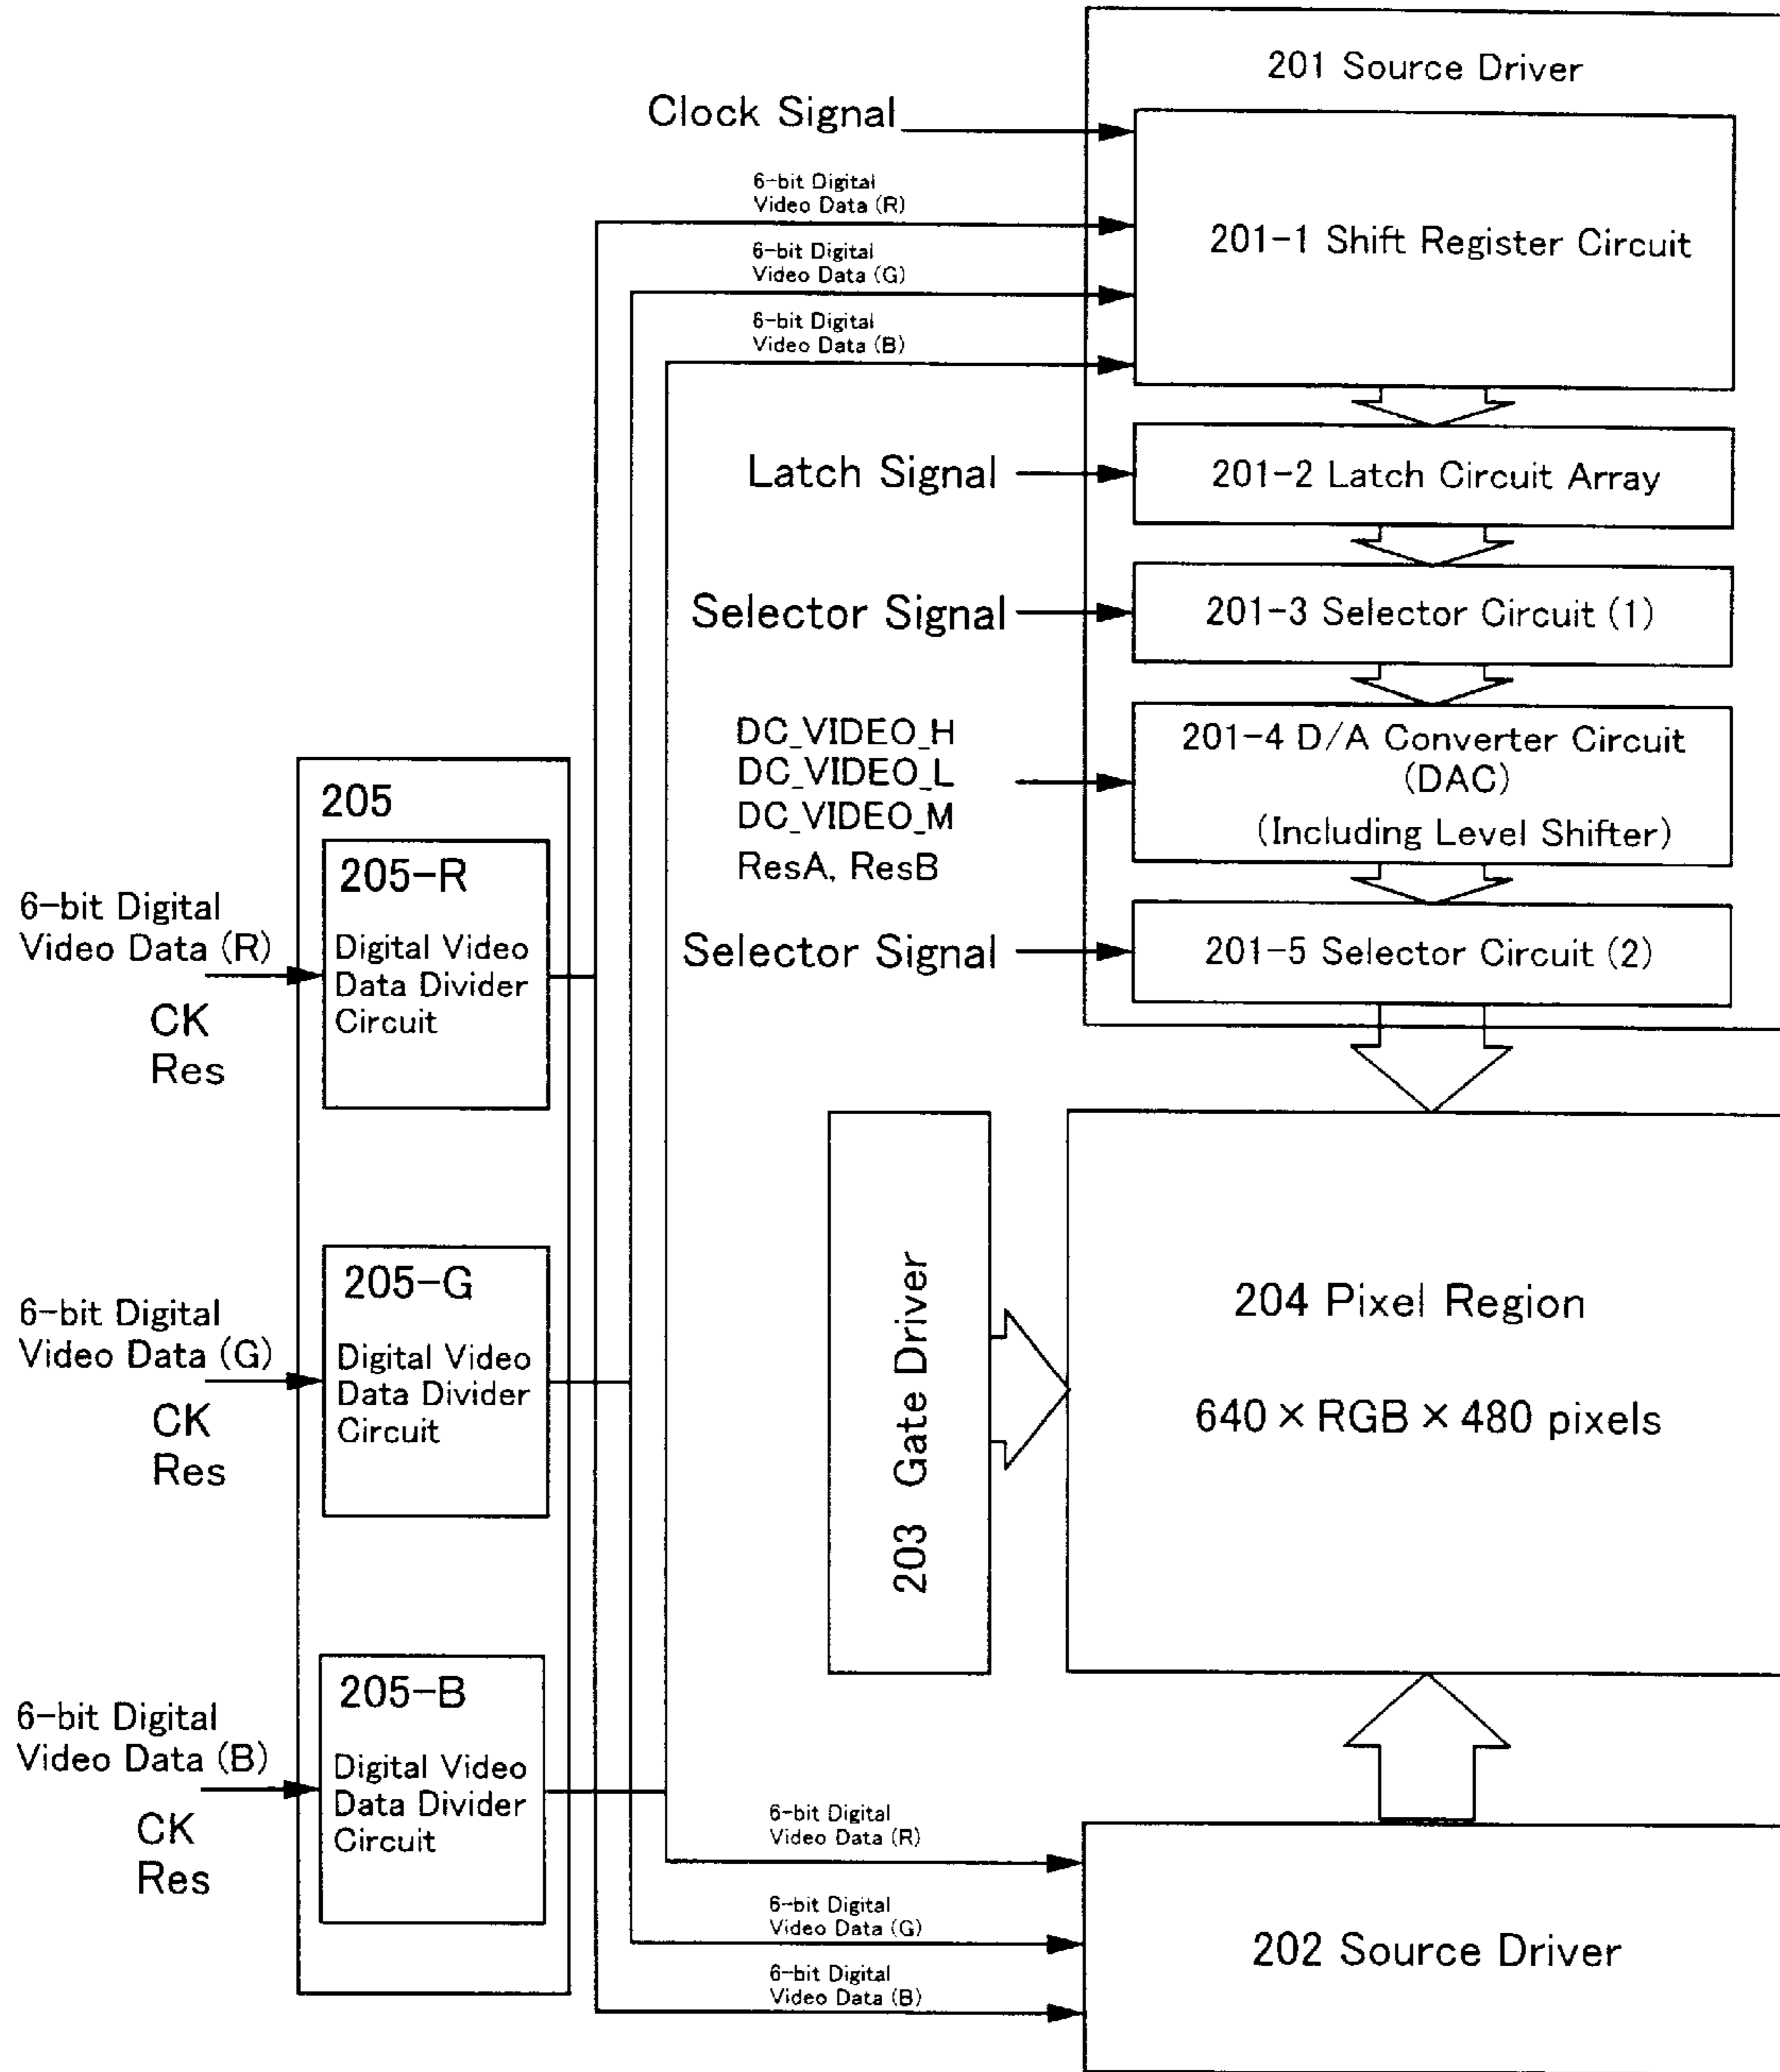 201 Source Driver
Clock Signal
6-bit Digital
Video Data (R)
201-1 Shift Register Circuit
6-bit Digital
Video Data (G)
6-bit Digital
Video Data (B)
Latch Signal
201-2 Latch Circuit Array
Selector Signal
201-3 Selector Circuit (1)
DC_VIDEO_H
DC_VIDEO_L
DC_VIDEO_M
ResA, ResB
201-4 D/A Converter Circuit
(DAC)
(Including Level Shifter)
Selector Signal
201-5 Selector Circuit (2)
205
205-R
Digital Video
Data Divider
Circuit
6-bit Digital
Video Data (R)
CK
Res
205-G
Digital Video
Data Divider
Circuit
6-bit Digital
Video Data (G)
CK
Res
205-B
Digital Video
Data Divider
Circuit
6-bit Digital
Video Data (B)
CK
Res
203 Gate Driver
204 Pixel Region
640 × RGB × 480 pixels
6-bit Digital
Video Data (R)
6-bit Digital
Video Data (G)
6-bit Digital
Video Data (B)
202 Source Driver